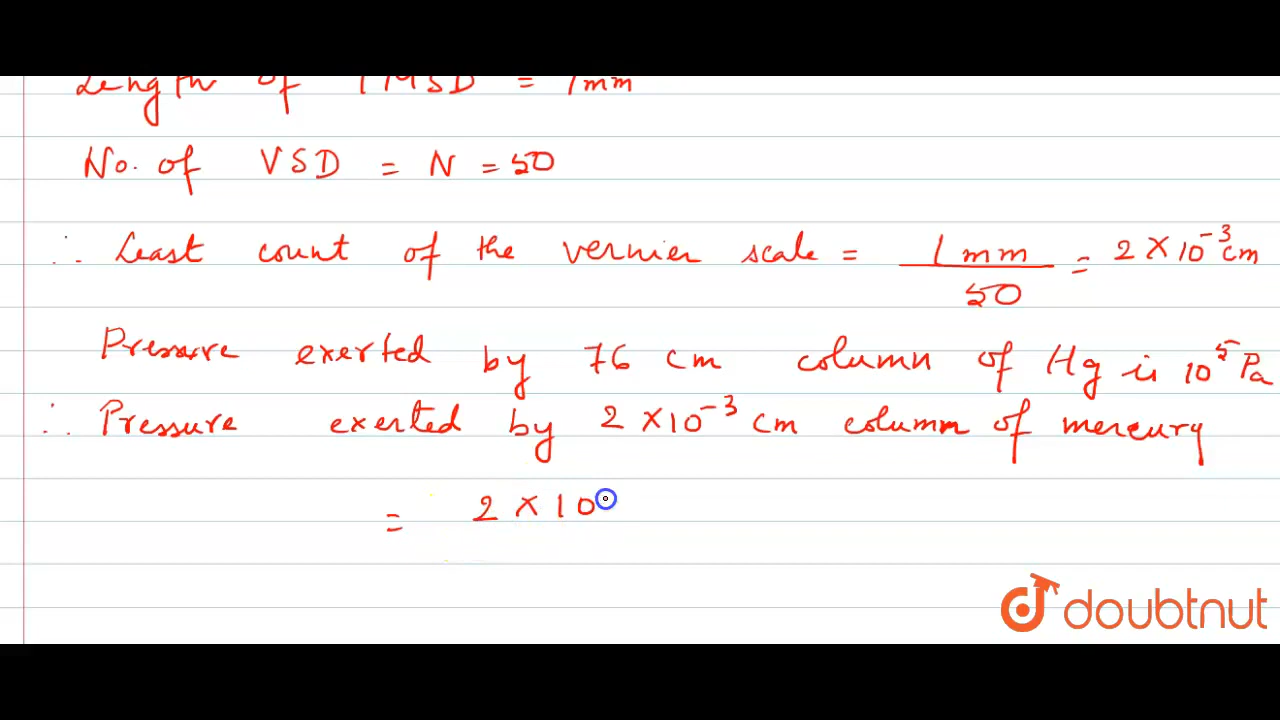 Length of 1 MSD = 1mm
No. of VSD = N = 50
∴ Least count of the vernier scale = 1mm/50 = 2 × 10⁻³ cm
Pressure exerted by 76 cm column of Hg is 10⁵ Pa
∴ Pressure exerted by 2 × 10⁻³ cm column of mercury
= 2 × 10
doubtnut